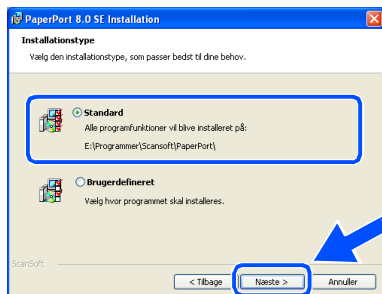 PaperPort 8.0 SE Installation
Installationstype
Vælg den installationstype, som passer bedst til dine behov.
Standard
Alle programfunktioner vil blive installeret på:
E:\Programmer\Scansoft\PaperPort\
Brugerdefineret
Vælg hvor programmet skal installeres.
ScanSoft
< Tilbage
Næste >
Annuller